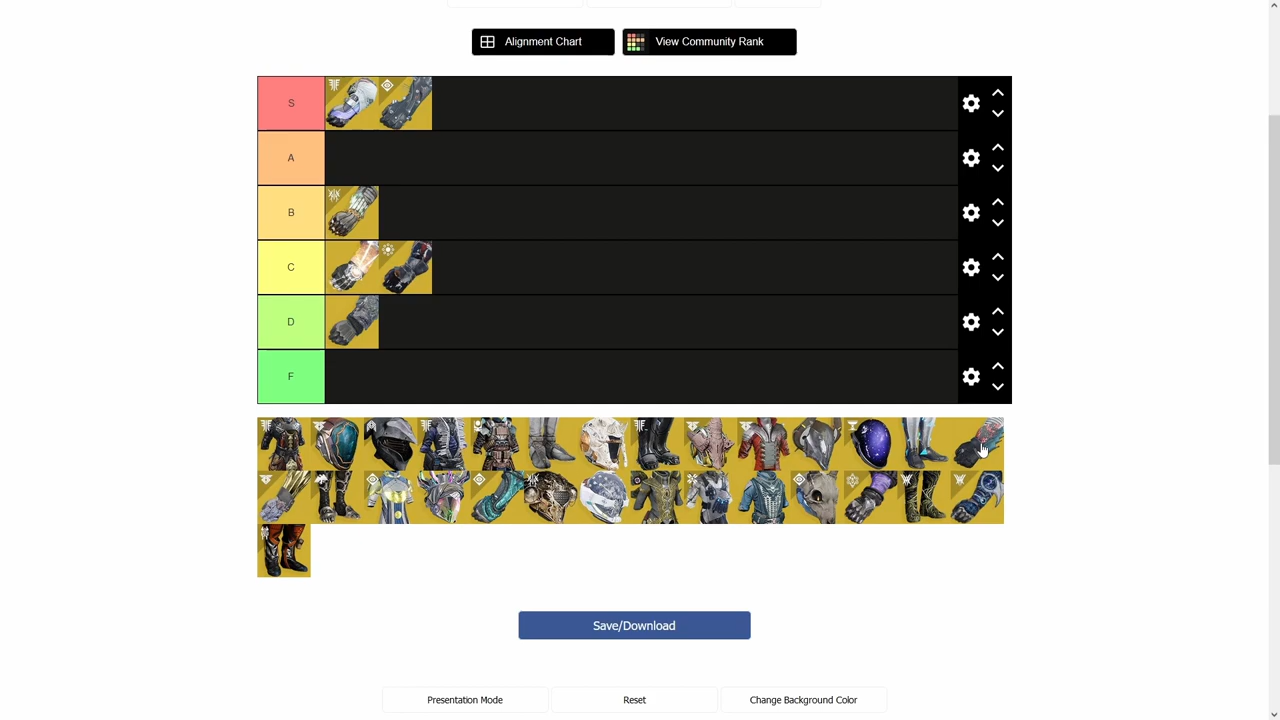 Alignment Chart
View Community Rank
S
A
B
C
D
F
Save/Download
Presentation Mode
Reset
Change Background Color